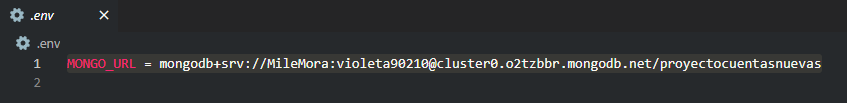 .env ×
.env
1 MONGO_URL = mongodb+srv://MileMora:violeta90210@cluster0.o2tzbbr.mongodb.net/proyectocuentasnuevas
2